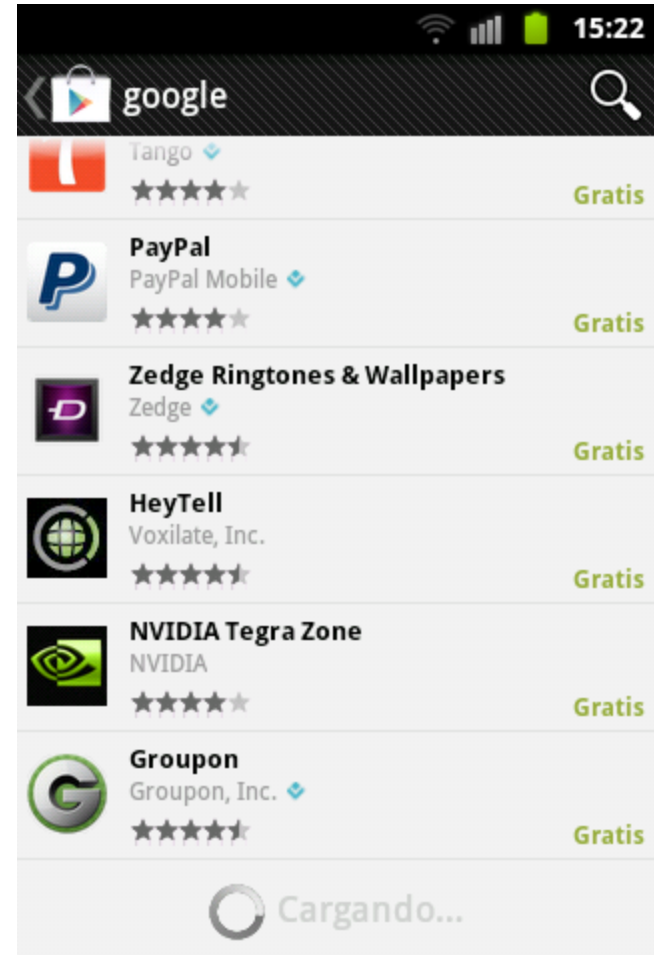 15:22
google
Tango
Gratis
PayPal
PayPal Mobile
Gratis
Zedge Ringtones & Wallpapers
Zedge
Gratis
HeyTell
Voxilate, Inc.
Gratis
NVIDIA Tegra Zone
NVIDIA
Gratis
Groupon
Groupon, Inc.
Gratis
Cargando...